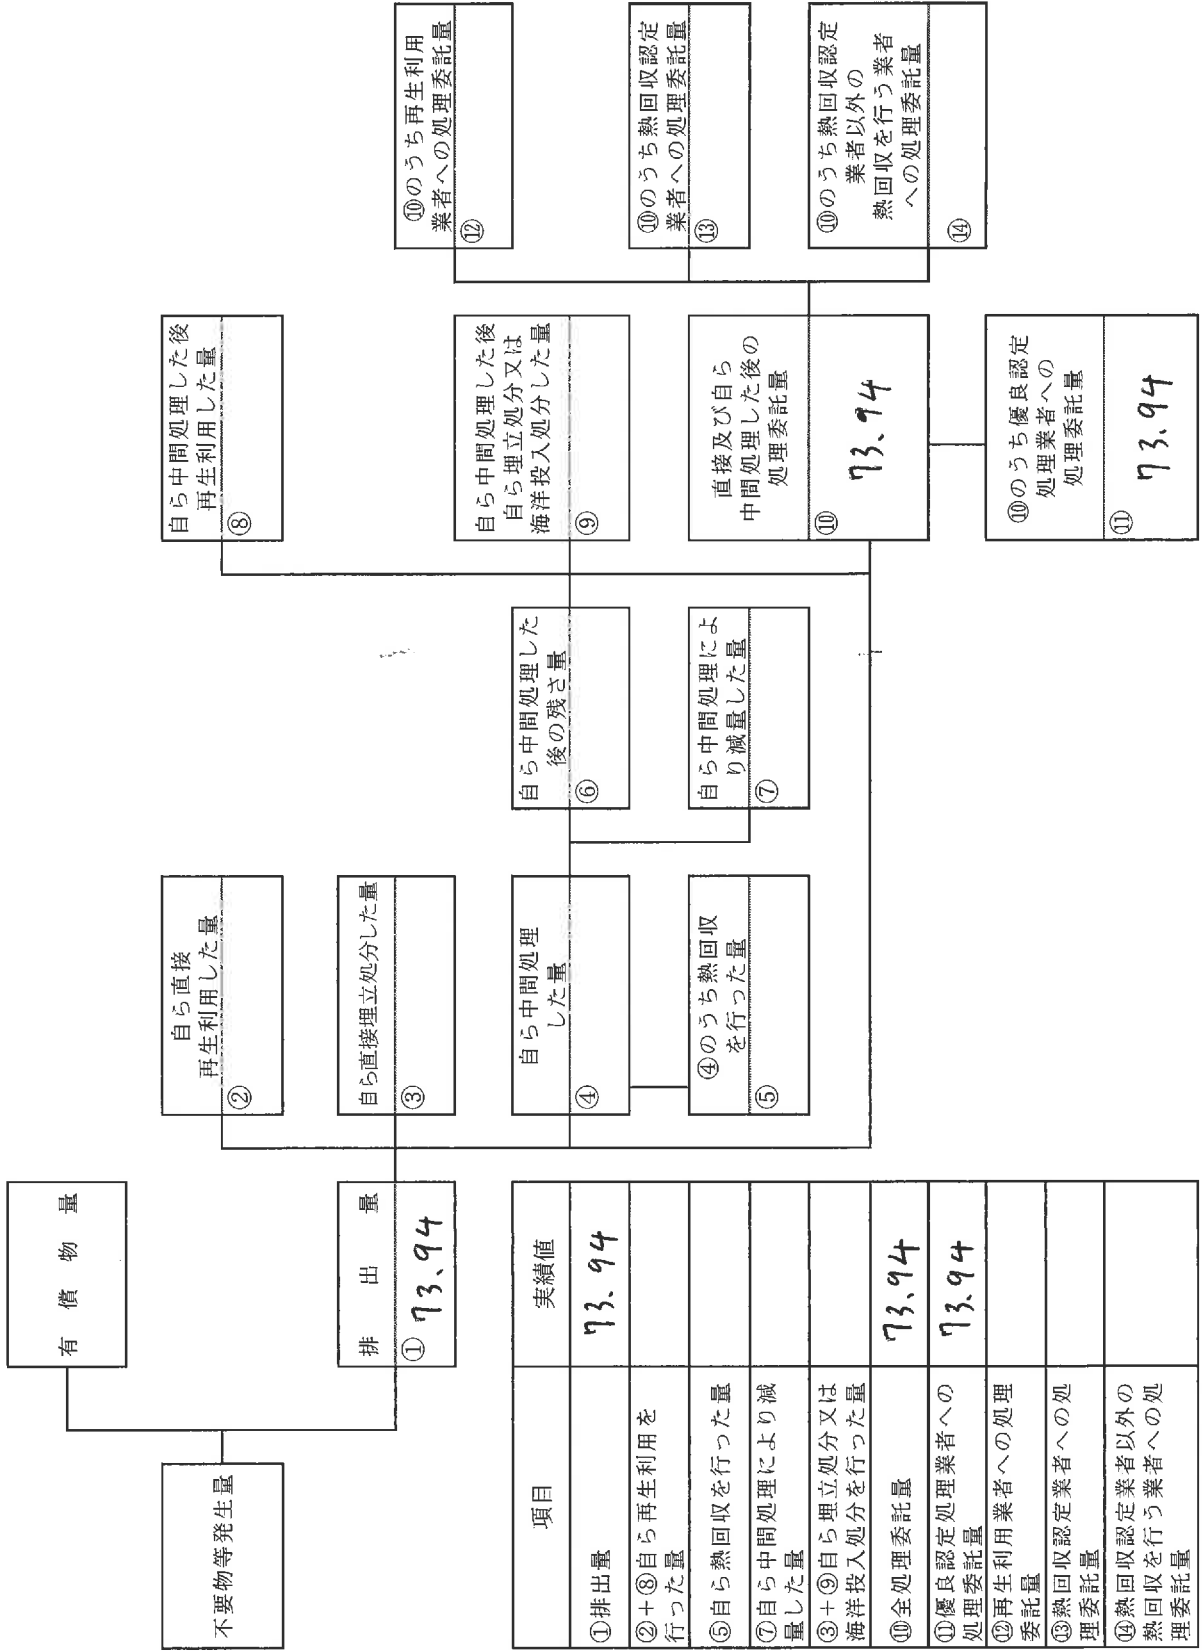 不要物等発生量
有償物量
排出量
① 73.94
自ら直接
再生利用した量
②
自ら直接埋立処分した量
③
自ら中間処理
した量
④
④のうち熱回収
を行った量
⑤
自ら中間処理した
後の残さ量
⑥
自ら中間処理によ
り減量した量
⑦
自ら中間処理した後
再生利用した量
⑧
自ら中間処理した後
自ら埋立処分又は
海洋投入処分した量
⑨
直接及び自ら
中間処理した後の
処理委託量
⑩
73.94
⑩のうち優良認定
処理業者への
処理委託量
⑪
73.94
⑩のうち再生利用
業者への処理委託量
⑫
⑩のうち熱回収認定
業者への処理委託量
⑬
⑩のうち熱回収認定
業者以外の
熱回収を行う業者
への処理委託量
⑭
項目 実績値
①排出量 73.94
②+⑧自ら再生利用を
行った量
⑤自ら熱回収を行った量
⑦自ら中間処理により減
量した量
③+⑨自ら埋立処分又は
海洋投入処分を行った量
⑩全処理委託量 73.94
⑪優良認定処理業者への
処理委託量 73.94
⑫再生利用業者への処理
委託量
⑬熱回収認定業者への処
理委託量
⑭熱回収認定業者以外の
熱回収を行う業者への処
理委託量